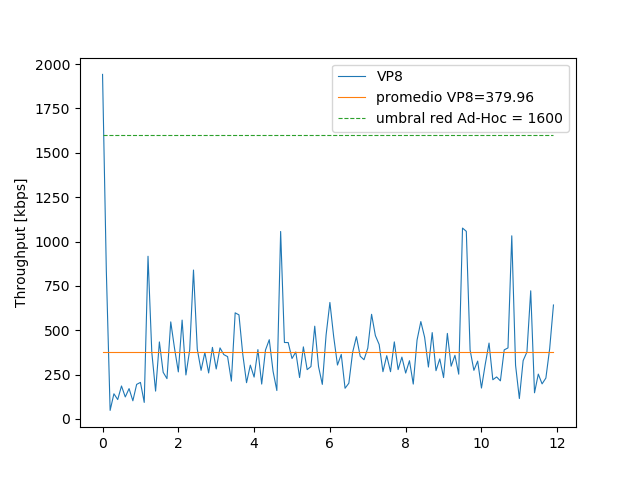 2000
1750
1500
1250
1000
750
500
250
0
Throughput [kbps]
VP8
promedio VP8=379.96
umbral red Ad-Hoc = 1600
0 2 4 6 8 10 12